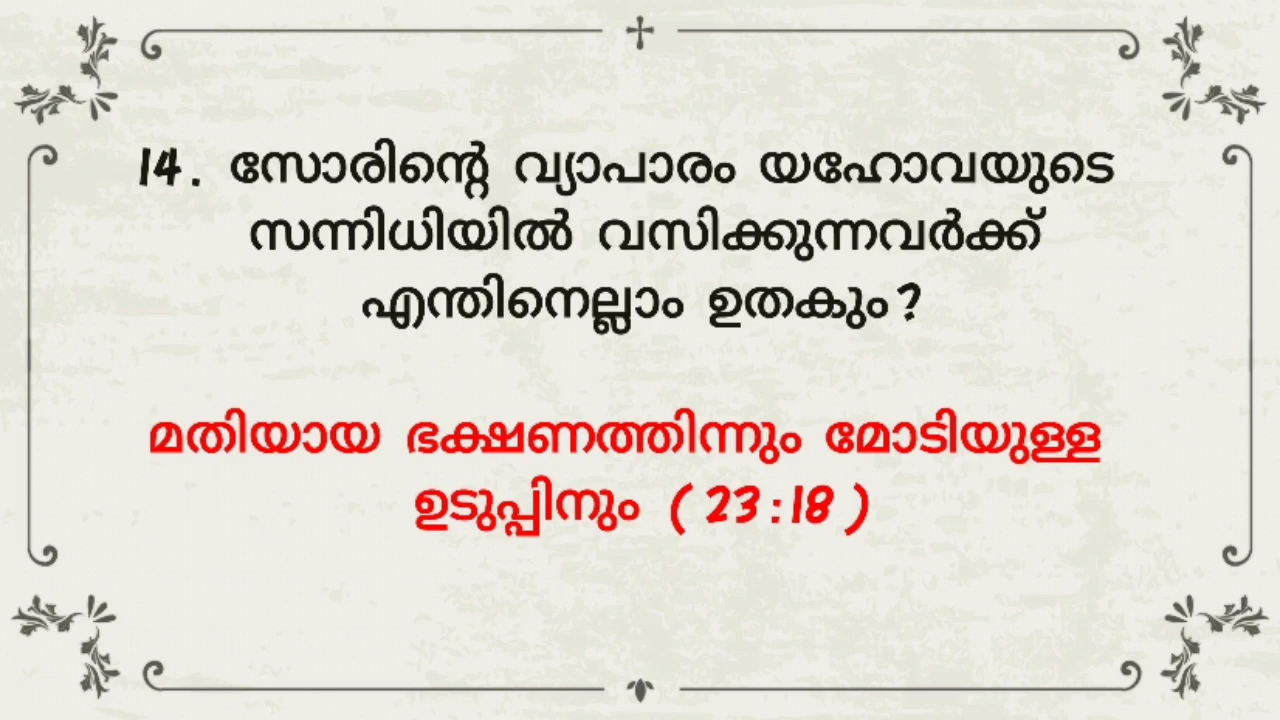 14. സോരിന്റെ വ്യാപാരം യഹോവയുടെ
സന്നിധിയിൽ വസിക്കുന്നവർക്ക്
എന്തിനെല്ലാം ഉതകും?
മതിയായ ഭക്ഷണത്തിന്നും മോടിയുള്ള
ഉടുപ്പിനും (23:18)